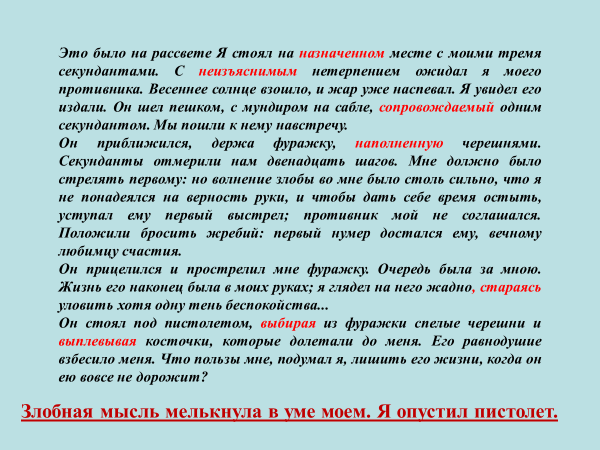 Это было на рассвете Я стоял на назначенном месте с моими тремя
секундантами. С неизъяснимым нетерпением ожидал я моего
противника. Весеннее солнце взошло, и жар уже наспевал. Я увидел его
издали. Он шел пешком, с мундиром на сабле, сопровождаемый одним
секундантом. Мы пошли к нему навстречу.
Он приближился, держа фуражку, наполненную черешнями.
Секунданты отмерили нам двенадцать шагов. Мне должно было
стрелять первому: но волнение злобы во мне было столь сильно, что я
не понадеялся на верность руки, и чтобы дать себе время остыть,
уступал ему первый выстрел; противник мой не соглашался.
Положили бросить жребий: первый нумер достался ему, вечному
любимцу счастия.
Он прицелился и прострелил мне фуражку. Очередь была за мною.
Жизнь его наконец была в моих руках; я глядел на него жадно, стараясь
уловить хотя одну тень беспокойства...
Он стоял под пистолетом, выбирая из фуражки спелые черешни и
выплевывая косточки, которые долетали до меня. Его равнодушие
взбесило меня. Что пользы мне, подумал я, лишить его жизни, когда он
ею вовсе не дорожит?
Злобная мысль мелькнула в уме моем. Я опустил пистолет.